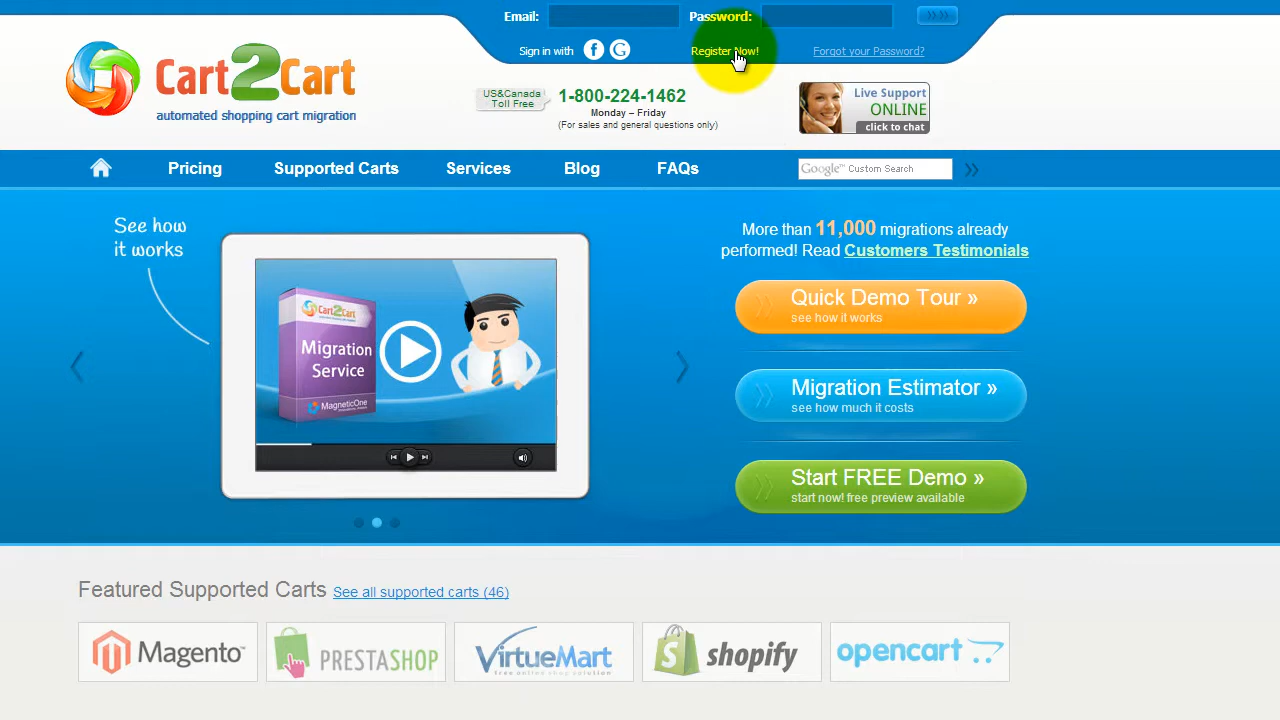 Email:
Password:
Sign in with
Register Now!
Forgot your Password?
Cart2Cart
automated shopping cart migration
US&Canada
Toll Free
1-800-224-1462
Monday – Friday
(For sales and general questions only)
Live Support
ONLINE
click to chat
Pricing
Supported Carts
Services
Blog
FAQs
Google™ Custom Search
See how
it works
Cart2Cart
Migration
Service
MagneticOne
More than 11,000 migrations already
performed! Read Customers Testimonials
Quick Demo Tour »
see how it works
Migration Estimator »
see how much it costs
Start FREE Demo »
start now! free preview available
Featured Supported Carts
See all supported carts (46)
Magento
PRESTASHOP
VirtueMart
free online shop solution
shopify
opencart